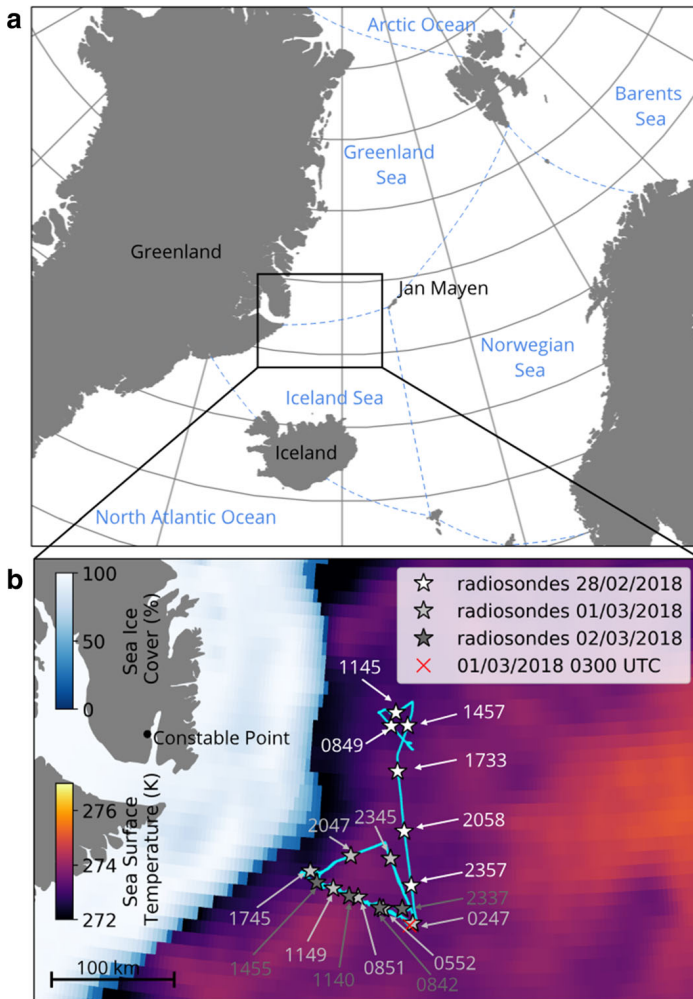 a
Arctic Ocean
Barents
Sea
Greenland
Sea
Greenland
Jan Mayen
Norwegian
Sea
Iceland Sea
Iceland
North Atlantic Ocean
b
100
50
0
Sea Ice
Cover (%)
radiosondes 28/02/2018
radiosondes 01/03/2018
radiosondes 02/03/2018
01/03/2018 0300 UTC
1145
1457
0849
Constable Point
1733
276
274
272
Sea Surface
Temperature (K)
2058
2345
2047
2357
2337
0247
1745
1149
0552
1455
0851
1140
0842
100 km